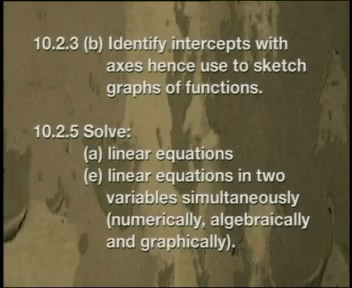 10.2.3 (b) Identify intercepts with
axes hence use to sketch
graphs of functions.
10.2.5 Solve:
(a) linear equations
(e) linear equations in two
variables simultaneously
(numerically, algebraically
and graphically).